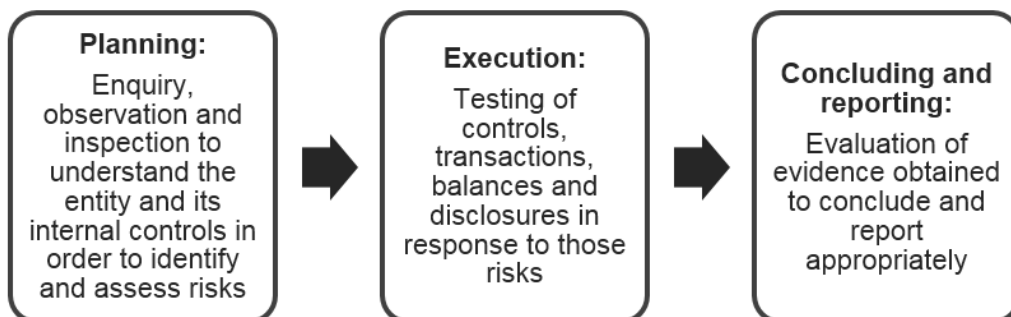 Planning:
Enquiry,
observation and
inspection to
understand the
entity and its
internal controls in
order to identify
and assess risks
Execution:
Testing of
controls,
transactions,
balances and
disclosures in
response to those
risks
Concluding and
reporting:
Evaluation of
evidence obtained
to conclude and
report
appropriately